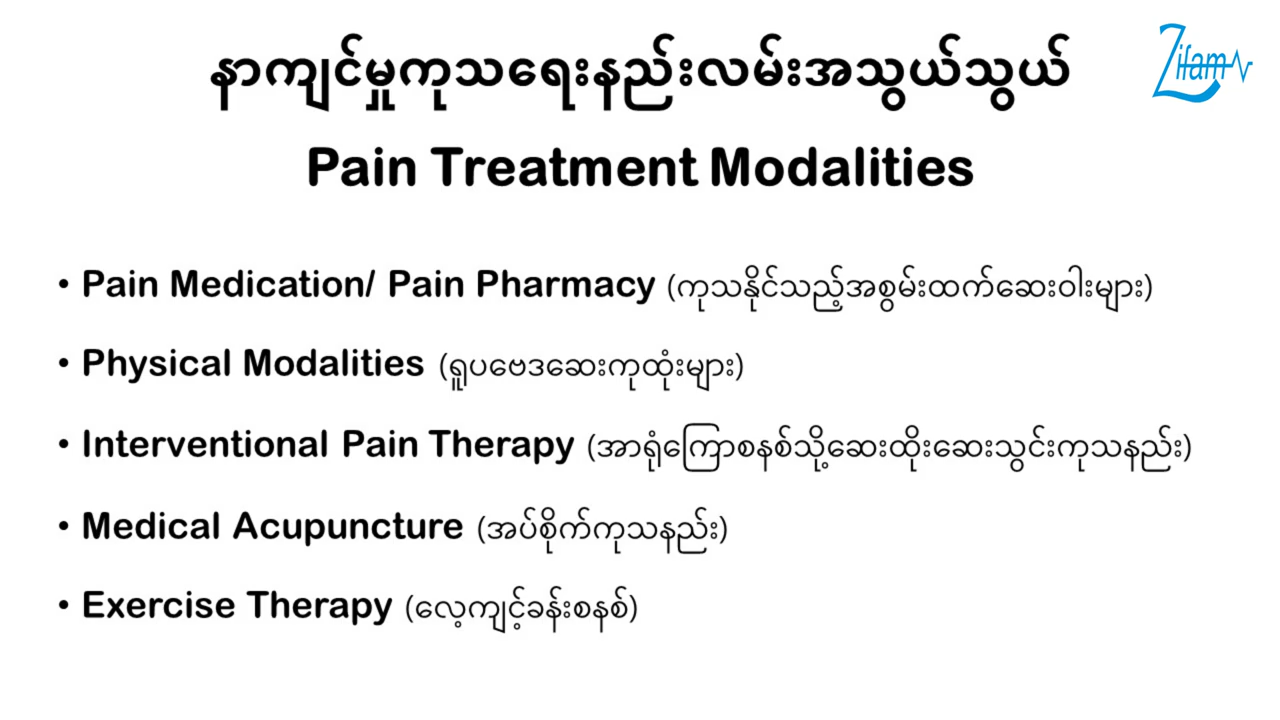 Zifam
နာကျင်မှုကုသရေးနည်းလမ်းအသွယ်သွယ်
Pain Treatment Modalities
• Pain Medication/ Pain Pharmacy (ကုသနိုင်သည့်အစွမ်းထက်ဆေးဝါးများ)
• Physical Modalities (ရူပဗေဒဆေးကုထုံးများ)
• Interventional Pain Therapy (အာရုံကြောစနစ်သို့ဆေးထိုးဆေးသွင်းကုသနည်း)
• Medical Acupuncture (အပ်စိုက်ကုသနည်း)
• Exercise Therapy (လေ့ကျင့်ခန်းစနစ်)